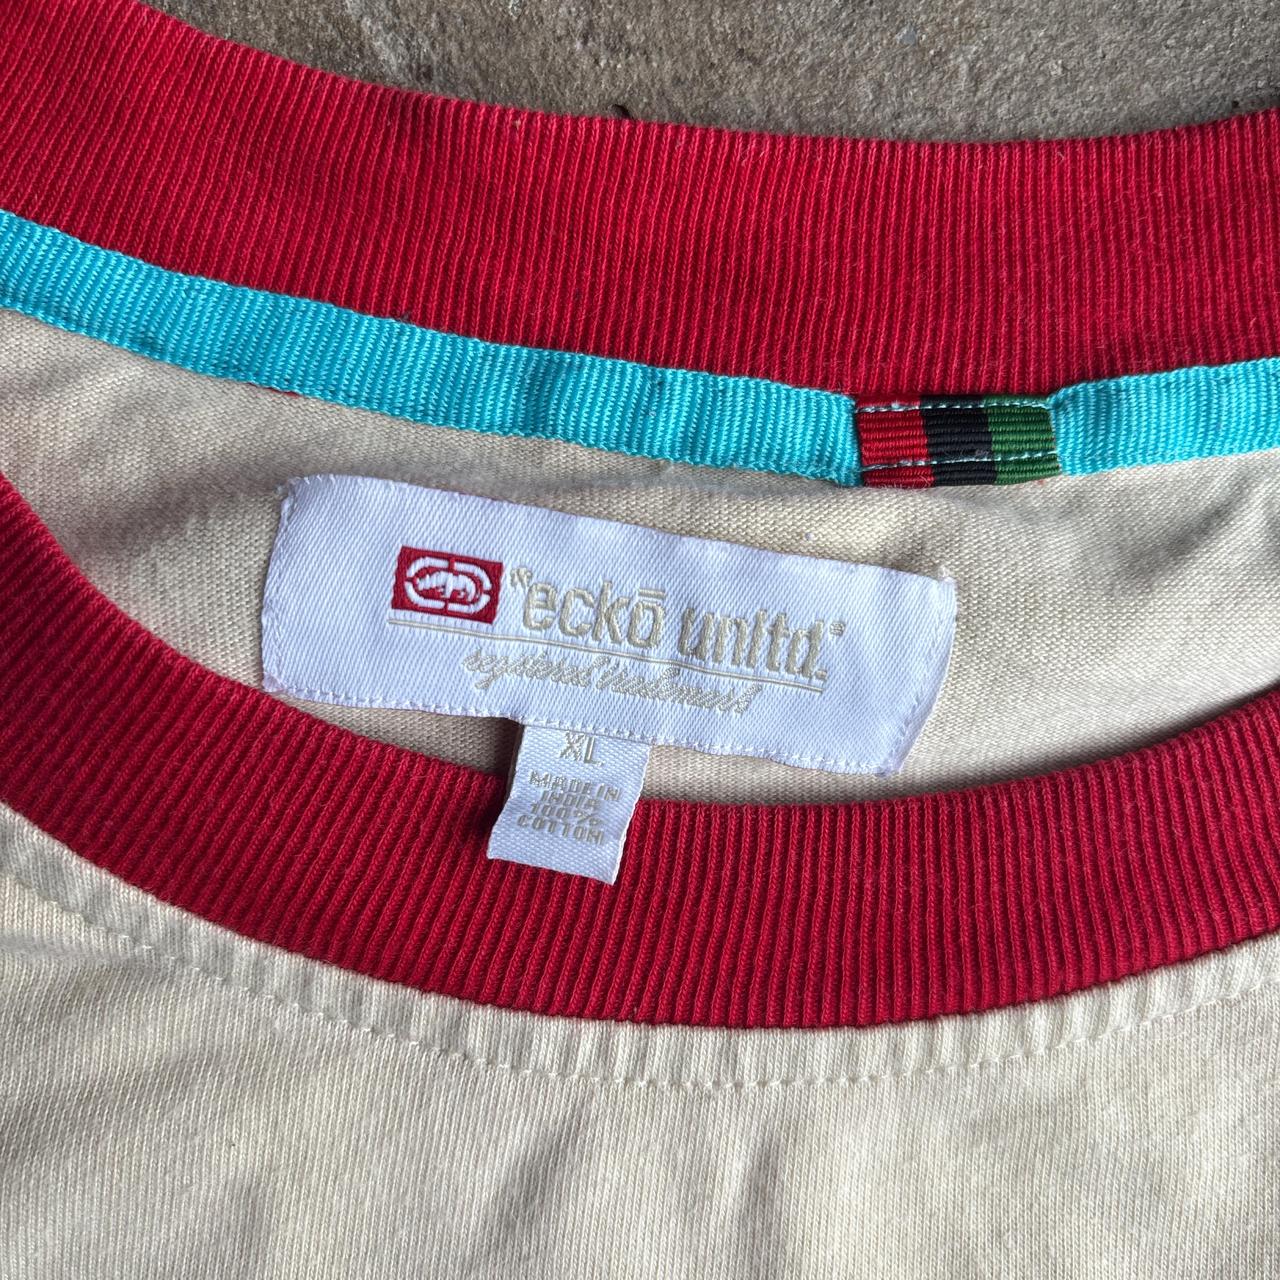 "eckō unltd.®
registered trademark
XL
MADE IN
INDIA
100%
COTTON